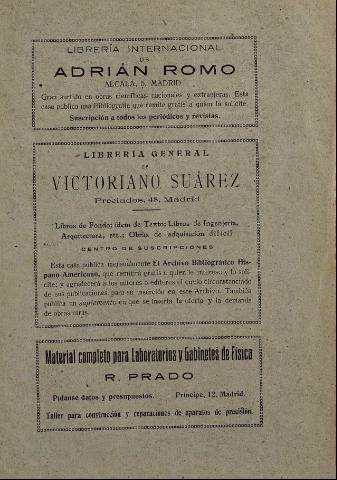 LIBRERÍA INTERNACIONAL
DE
ADRIÁN ROMO
ALCALÁ, 5, MADRID
Gran surtido en obras científicas nacionales y extranjeras. Esta
casa publica una Bibliografía que remite gratis a quien la solicite.
Suscripción a todos los periódicos y revistas.
LIBRERÍA GENERAL
DE
VICTORIANO SUÁREZ
Preciados, 48, Madrid
Libros de Fondo: idem de Texto: Libros de Ingeniería,
Arquitectura, etc.: Obras de adquisición difícil
CENTRO DE SUSCRIPCIONES
Esta casa publica mensualmente El Archivo Bibliográfico His-
pano-Americano, que remitirá gratis a quien le interese y lo soli-
cite; y agradecerá a los autores o editores el envío circunstanciado
de sus publicaciones para su inserción en este Archivo. También
publica un suplemento en que se inserta la oferta y la demanda
de obras raras.
Material completo para Laboratorios y Gabinetes de Física
R. PRADO
Pídanse datos y presupuestos. Príncipe, 12, Madrid.
Taller para construcción y reparaciones de aparatos de precisión.